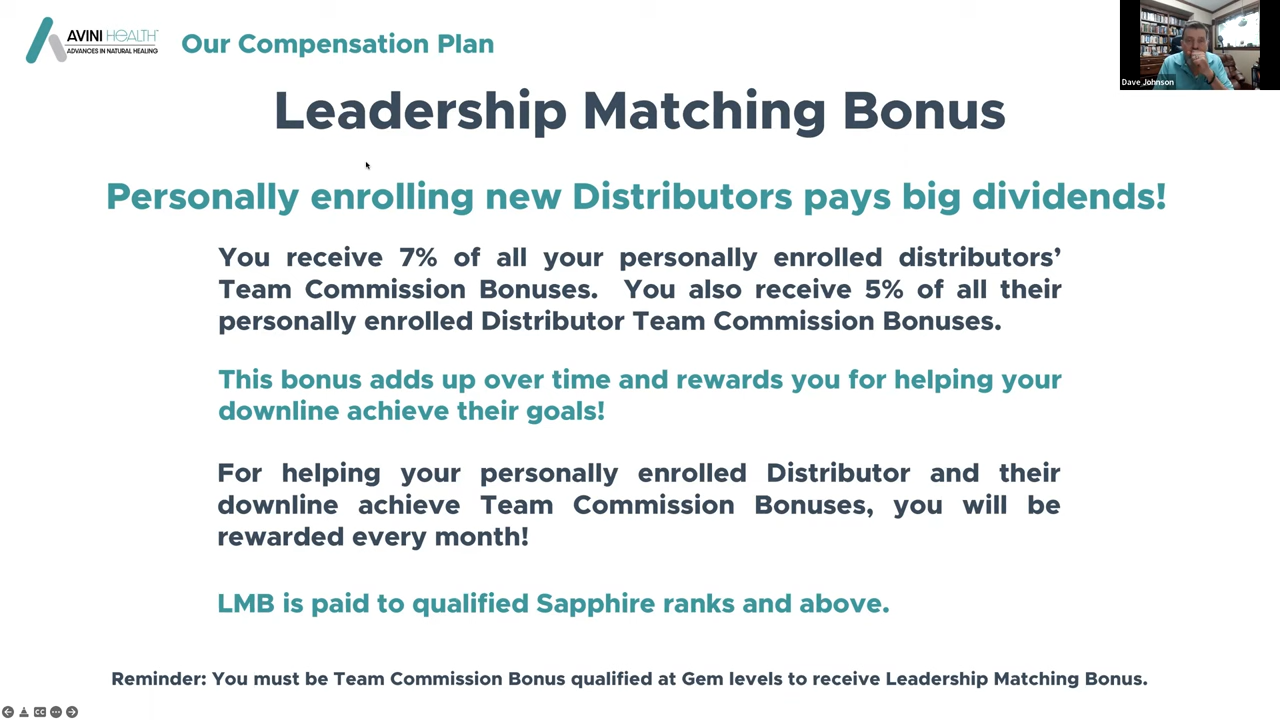 AVINI HEALTH
ADVANCES IN NATURAL HEALING
Our Compensation Plan
Dave Johnson
Leadership Matching Bonus
Personally enrolling new Distributors pays big dividends!
You receive 7% of all your personally enrolled distributors’
Team Commission Bonuses.  You also receive 5% of all their
personally enrolled Distributor Team Commission Bonuses.
This bonus adds up over time and rewards you for helping your
downline achieve their goals!
For helping your personally enrolled Distributor and their
downline achieve Team Commission Bonuses, you will be
rewarded every month!
LMB is paid to qualified Sapphire ranks and above.
Reminder: You must be Team Commission Bonus qualified at Gem levels to receive Leadership Matching Bonus.
CC